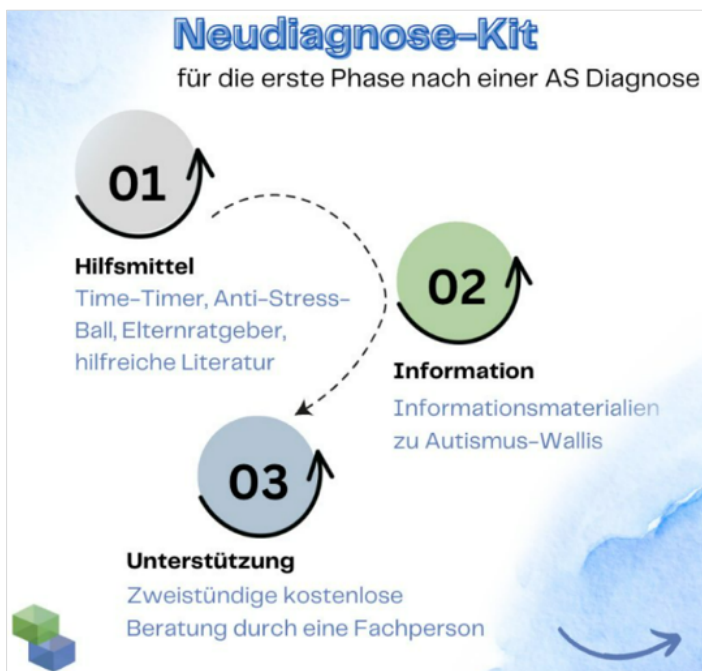 Neudiagnose-Kit
für die erste Phase nach einer AS Diagnose
01
Hilfsmittel
Time-Timer, Anti-Stress-
Ball, Elternratgeber,
hilfreiche Literatur
02
Information
Informationsmaterialien
zu Autismus-Wallis
03
Unterstützung
Zweistündige kostenlose
Beratung durch eine Fachperson